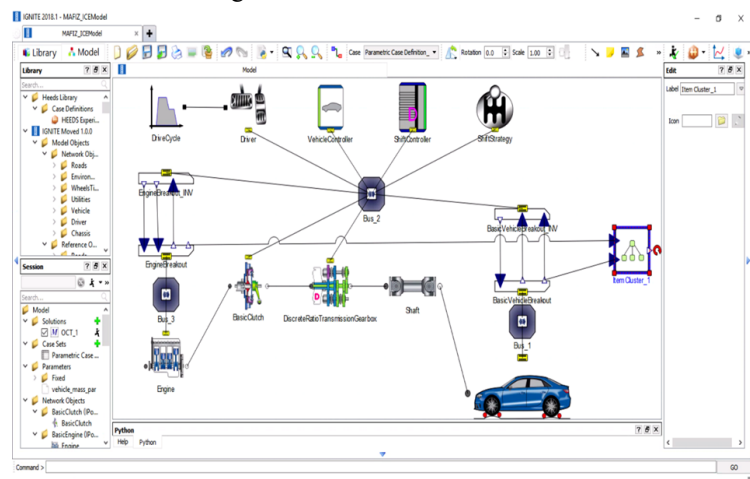 IGNITE 2018.1 - MAFIZ_ICEModel
MAFIZ_ICEModel
Library
Model
Case
Parametric Case Definition_
Rotation 0.0
Scale 1.00
Library
Model
Edit
Search...
Label Item Cluster_1
Heeds Library
Case Definitions
HEEDS Experi...
Icon
IGNITE Moved 1.0.0
Model Objects
Network Obj...
Roads
Environ...
WheelsTi...
Utilities
Vehicle
Driver
Chassis
Reference O...
DriveCycle
Driver
VehicleController
ShiftController
ShiftStrategy
EngineBreakout_INV
Bus_2
BasicVehicleBreakout_INV
EngineBreakout
Item Cluster_1
Session
Search...
Model
Solutions
OCT_1
Case Sets
Parametric Case ...
Parameters
Fixed
vehicle_mass_par
Network Objects
BasicClutch (IPo...
BasicClutch
BasicEngine (IPo...
Engine
Bus_3
BasicClutch
D
DiscreteRatioTransmissionGearbox
Shaft
BasicVehicleBreakout
Bus_1
Engine
Python
Help
Python
Command >
GO